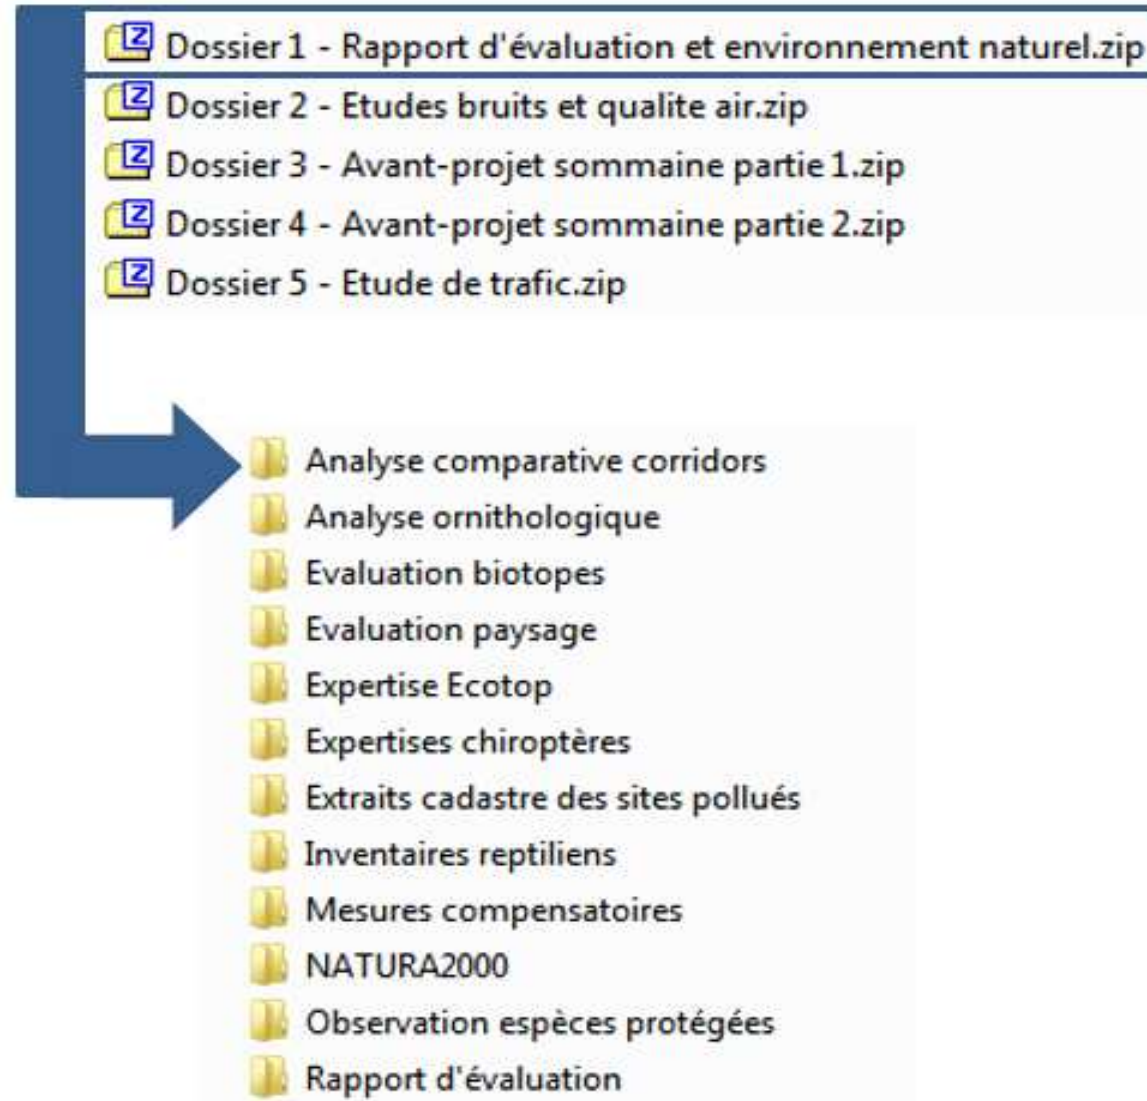 Dossier 1 - Rapport d'évaluation et environnement naturel.zip
Dossier 2 - Etudes bruits et qualite air.zip
Dossier 3 - Avant-projet sommaine partie 1.zip
Dossier 4 - Avant-projet sommaine partie 2.zip
Dossier 5 - Etude de trafic.zip
Analyse comparative corridors
Analyse ornithologique
Evaluation biotopes
Evaluation paysage
Expertise Ecotop
Expertises chiroptères
Extraits cadastre des sites pollués
Inventaires reptiliens
Mesures compensatoires
NATURA2000
Observation espèces protégées
Rapport d'évaluation